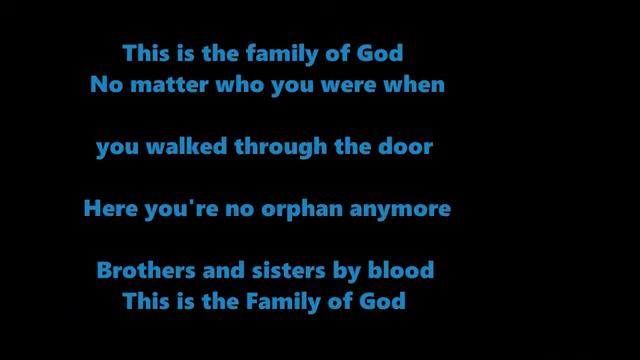 This is the family of God
No matter who you were when
you walked through the door
Here you're no orphan anymore
Brothers and sisters by blood
This is the Family of God